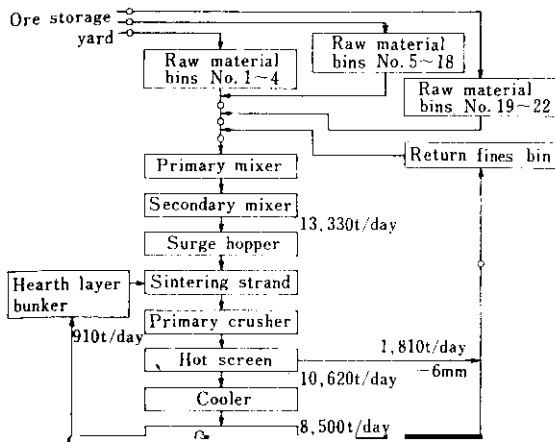 Ore storage
yard
Raw material
bins No. 1~4
Raw material
bins No. 5~18
Raw material
bins No. 19~22
Primary mixer
Return fines bin
Secondary mixer
13,330t/day
Surge hopper
Hearth layer
bunker
Sintering strand
Primary crusher
910t/day
1,810t/day
Hot screen
-6mm
10,620t/day
Cooler
8,500t/day